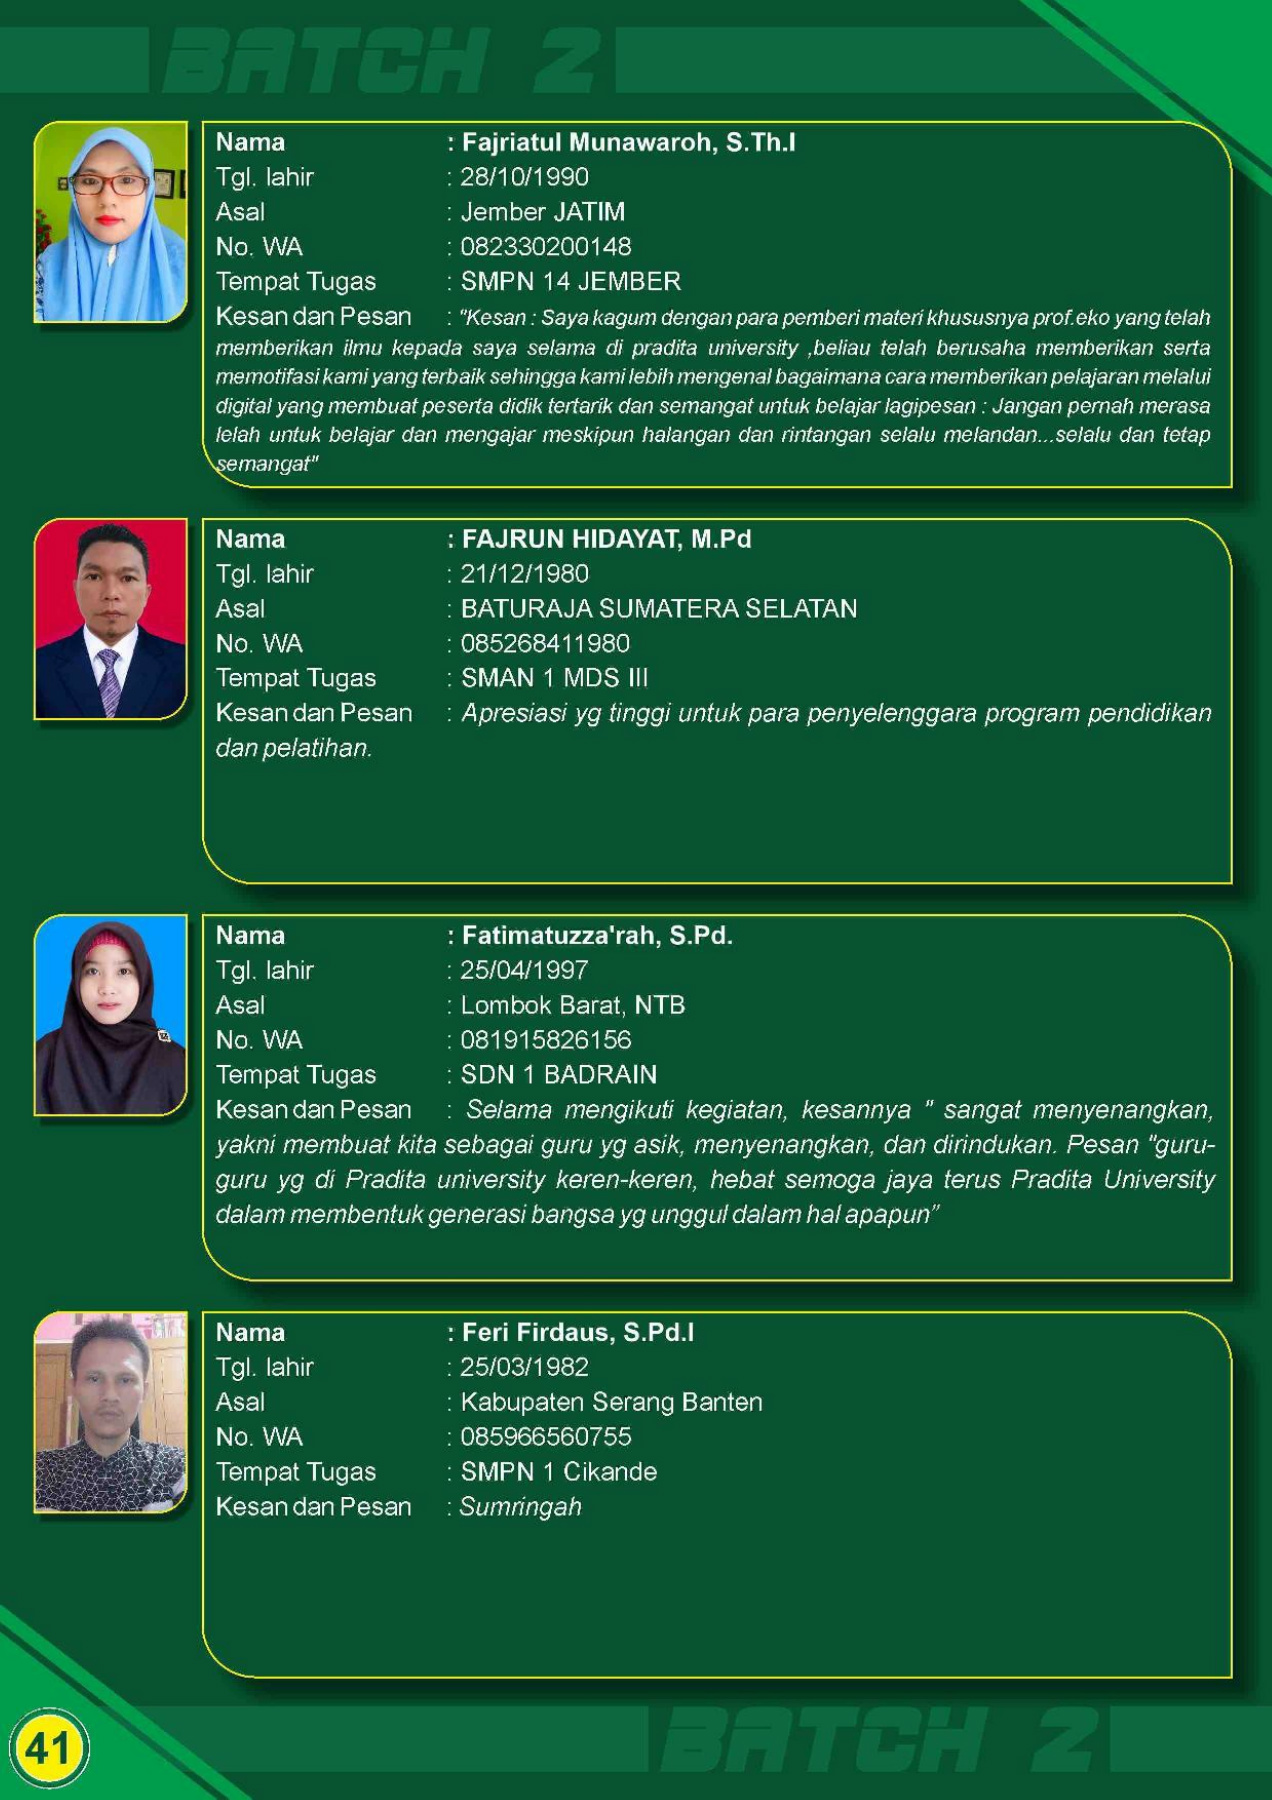 BATCH 2
Nama : Fajriatul Munawaroh, S.Th.I
Tgl. lahir : 28/10/1990
Asal : Jember JATIM
No. WA : 082330200148
Tempat Tugas : SMPN 14 JEMBER
Kesan dan Pesan : "Kesan : Saya kagum dengan para pemberi materi khususnya prof.eko yang telah
memberikan ilmu kepada saya selama di pradita university ,beliau telah berusaha memberikan serta
memotifasi kami yang terbaik sehingga kami lebih mengenal bagaimana cara memberikan pelajaran melalui
digital yang membuat peserta didik tertarik dan semangat untuk belajar lagipesan : Jangan pernah merasa
lelah untuk belajar dan mengajar meskipun halangan dan rintangan selalu melandan...selalu dan tetap
semangat"
Nama : FAJRUN HIDAYAT, M.Pd
Tgl. lahir : 21/12/1980
Asal : BATURAJA SUMATERA SELATAN
No. WA : 085268411980
Tempat Tugas : SMAN 1 MDS III
Kesan dan Pesan : Apresiasi yg tinggi untuk para penyelenggara program pendidikan
dan pelatihan.
Nama : Fatimatuzza'rah, S.Pd.
Tgl. lahir : 25/04/1997
Asal : Lombok Barat, NTB
No. WA : 081915826156
Tempat Tugas : SDN 1 BADRAIN
Kesan dan Pesan : Selama mengikuti kegiatan, kesannya " sangat menyenangkan,
yakni membuat kita sebagai guru yg asik, menyenangkan, dan dirindukan. Pesan "guru-
guru yg di Pradita university keren-keren, hebat semoga jaya terus Pradita University
dalam membentuk generasi bangsa yg unggul dalam hal apapun"
Nama : Feri Firdaus, S.Pd.I
Tgl. lahir : 25/03/1982
Asal : Kabupaten Serang Banten
No. WA : 085966560755
Tempat Tugas : SMPN 1 Cikande
Kesan dan Pesan : Sumringah
41
BATCH 2